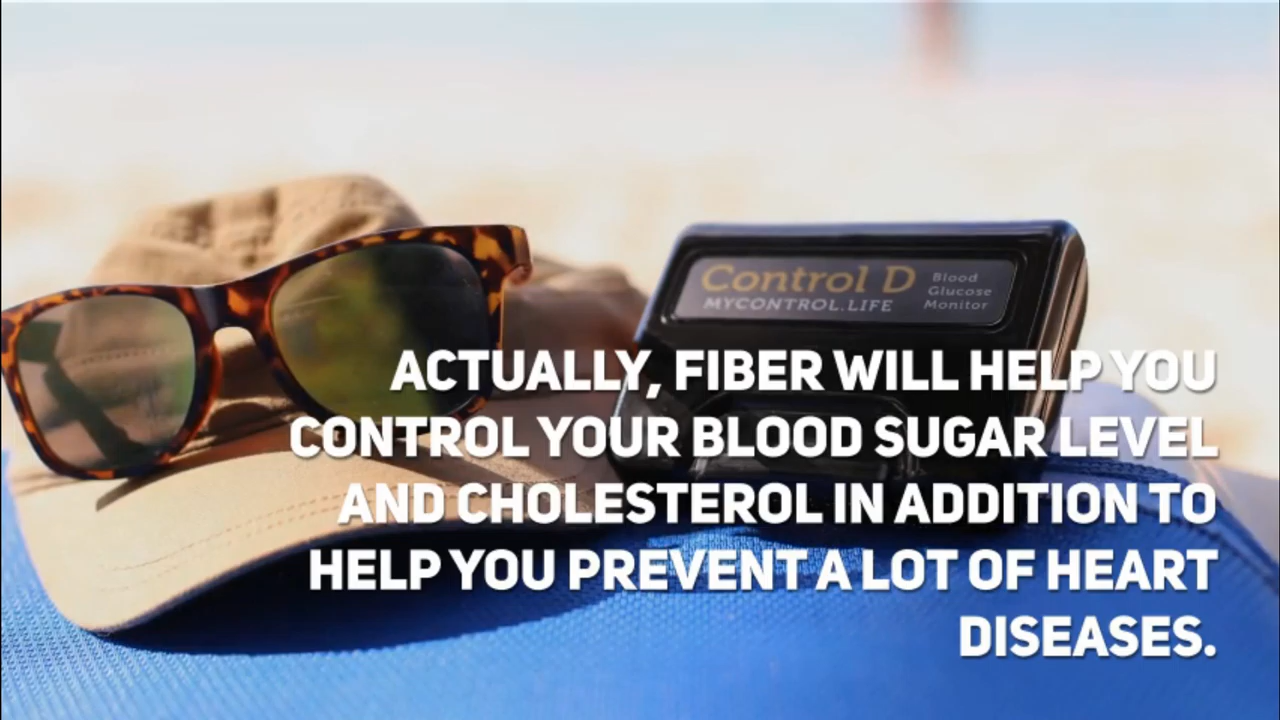 Control D
MYCONTROL.LIFE
Blood
Glucose
Monitor
ACTUALLY, FIBER WILL HELP YOU
CONTROL YOUR BLOOD SUGAR LEVEL
AND CHOLESTEROL IN ADDITION TO
HELP YOU PREVENT A LOT OF HEART
DISEASES.